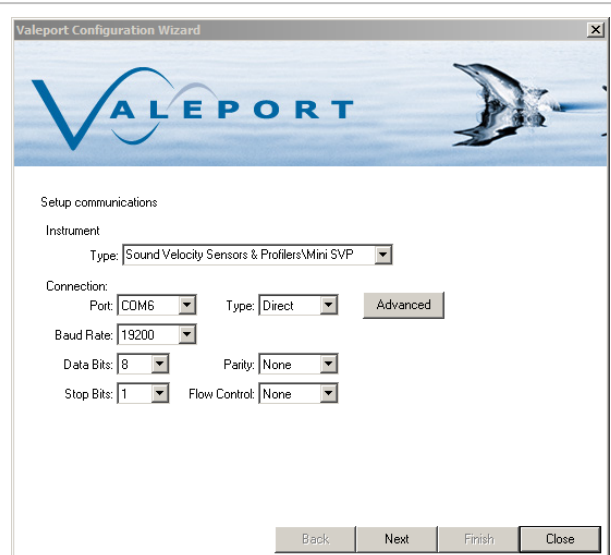 Valeport Configuration Wizard
VALEPORT
Setup communications
Instrument
Type: Sound Velocity Sensors & Profilers\Mini SVP
Connection:
Port: COM6 Type: Direct Advanced
Baud Rate: 19200
Data Bits: 8 Parity: None
Stop Bits: 1 Flow Control: None
Back Next Finish Close